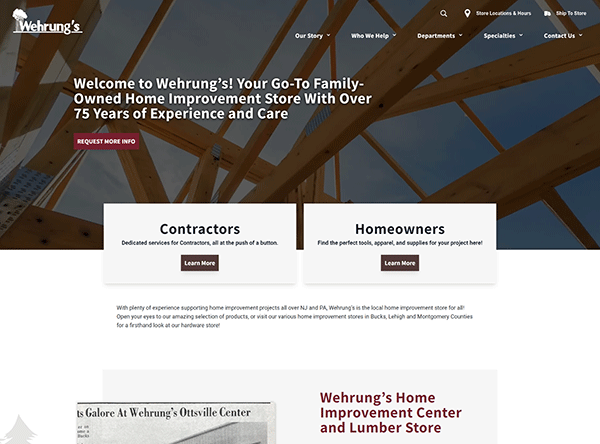 Wehrung's
Store Locations & Hours
Ship To Store
Our Story
Who We Help
Departments
Specialties
Contact Us
Welcome to Wehrung's! Your Go-To Family-
Owned Home Improvement Store With Over
75 Years of Experience and Care
REQUEST MORE INFO
Contractors
Dedicated services for Contractors, all at the push of a button.
Learn More
Homeowners
Find the perfect tools, apparel, and supplies for your project here!
Learn More
With plenty of experience supporting home improvement projects all over NJ and PA, Wehrung's is the local home improvement store for all!
Open your eyes to our amazing selection of products, or visit our various home improvement stores in Bucks, Lehigh and Montgomery Counties
for a firsthand look at our hardware store!
ts Galore At Wehrung's Ottsville Center
Wehrung's Home
Improvement Center
and Lumber Store